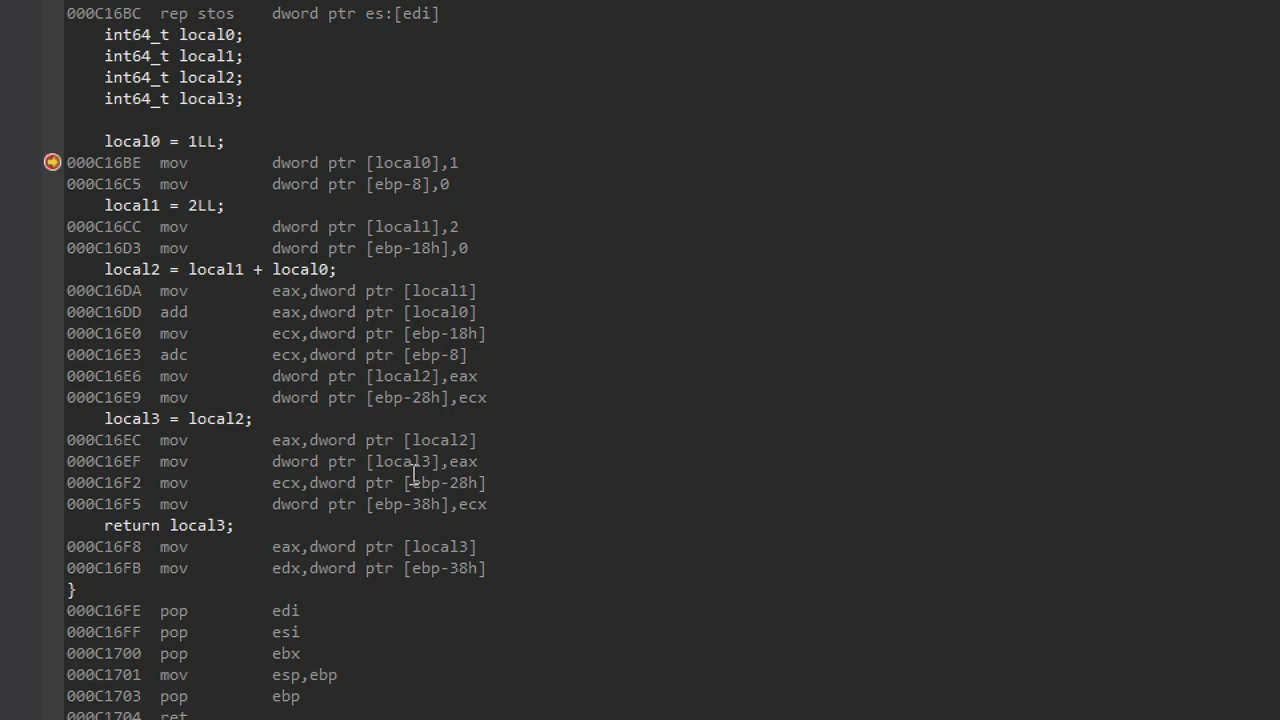 000C16BC  rep stos    dword ptr es:[edi]
    int64_t local0;
    int64_t local1;
    int64_t local2;
    int64_t local3;
    local0 = 1LL;
000C16BE  mov         dword ptr [local0],1
000C16C5  mov         dword ptr [ebp-8],0
    local1 = 2LL;
000C16CC  mov         dword ptr [local1],2
000C16D3  mov         dword ptr [ebp-18h],0
    local2 = local1 + local0;
000C16DA  mov         eax,dword ptr [local1]
000C16DD  add         eax,dword ptr [local0]
000C16E0  mov         ecx,dword ptr [ebp-18h]
000C16E3  adc         ecx,dword ptr [ebp-8]
000C16E6  mov         dword ptr [local2],eax
000C16E9  mov         dword ptr [ebp-28h],ecx
    local3 = local2;
000C16EC  mov         eax,dword ptr [local2]
000C16EF  mov         dword ptr [local3],eax
000C16F2  mov         ecx,dword ptr [ebp-28h]
000C16F5  mov         dword ptr [ebp-38h],ecx
    return local3;
000C16F8  mov         eax,dword ptr [local3]
000C16FB  mov         edx,dword ptr [ebp-38h]
}
000C16FE  pop         edi
000C16FF  pop         esi
000C1700  pop         ebx
000C1701  mov         esp,ebp
000C1703  pop         ebp
000C1704  ret